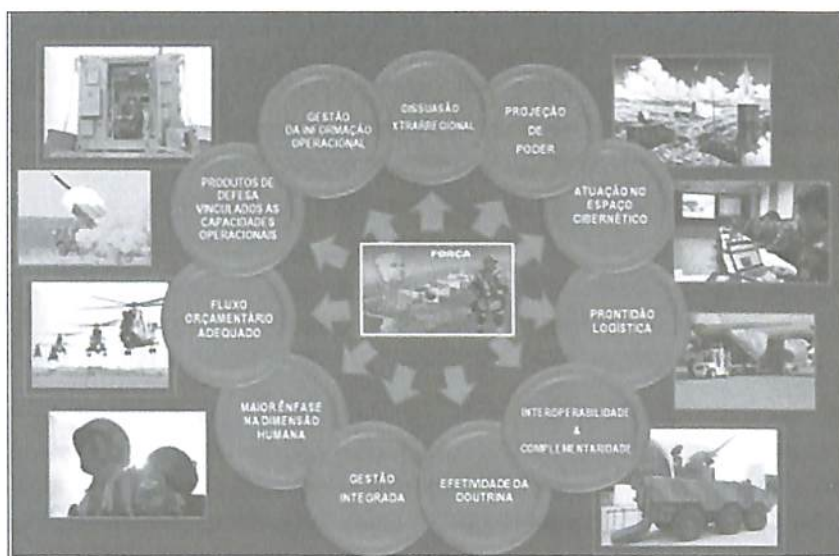 FORÇA
DISSUASÃO
XTRARREGIONAL
PROJEÇÃO
DE
PODER
ATUAÇÃO NO
ESPAÇO
CIBERNÉTICO
PRONTIDÃO
LOGÍSTICA
INTEROPERABILIDADE
&
COMPLEMENTARIDADE
EFETIVIDADE DA
DOUTRINA
GESTÃO
INTEGRADA
MAIOR ÊNFASE
NA DIMENSÃO
HUMANA
FLUXO
ORÇAMENTÁRIO
ADEQUADO
PRODUTOS DE
DEFESA
VINCULADOS ÀS
CAPACIDADES
OPERACIONAIS
GESTÃO
DA INFORMAÇÃO
OPERACIONAL